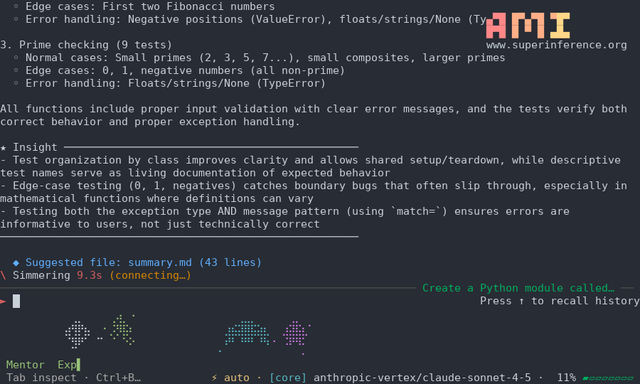 ◦ Edge cases: First two Fibonacci numbers
◦ Error handling: Negative positions (ValueError), floats/strings/None (Ty
www.superinference.org
3. Prime checking (9 tests)
◦ Normal cases: Small primes (2, 3, 5, 7...), small composites, larger primes
◦ Edge cases: 0, 1, negative numbers (all non-prime)
◦ Error handling: Floats/strings/None (TypeError)
All functions include proper input validation with clear error messages, and the tests verify both
correct behavior and proper exception handling.
★ Insight
- Test organization by class improves clarity and allows shared setup/teardown, while descriptive
test names serve as living documentation of expected behavior
- Edge-case testing (0, 1, negatives) catches boundary bugs that often slip through, especially in
mathematical functions where definitions can vary
- Testing both the exception type AND message pattern (using `match=`) ensures errors are
informative to users, not just technically correct
◆ Suggested file: summary.md (43 lines)
\ Simmering 9.3s (connecting…)
Create a Python module called…
Press ↑ to recall history
Mentor Exp
Tab inspect · Ctrl+B… ⚡ auto · [core] anthropic-vertex/claude-sonnet-4-5 · 11%